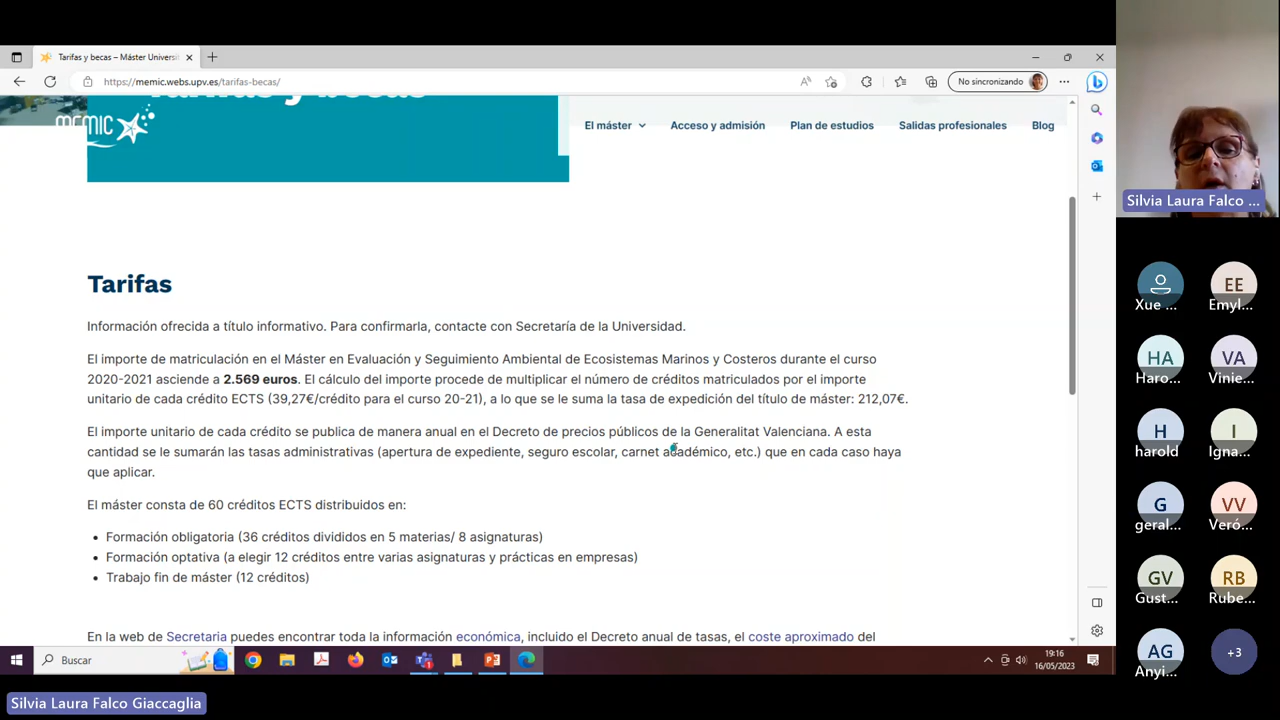 Tarifas y becas – Máster Universi
https://memic.webs.upv.es/tarifas-becas/
No sincronizando
Tarifas y becas
MEMIC
El máster
Acceso y admisión
Plan de estudios
Salidas profesionales
Blog
Tarifas
Información ofrecida a título informativo. Para confirmarla, contacte con Secretaría de la Universidad.
El importe de matriculación en el Máster en Evaluación y Seguimiento Ambiental de Ecosistemas Marinos y Costeros durante el curso
2020-2021 asciende a 2.569 euros. El cálculo del importe procede de multiplicar el número de créditos matriculados por el importe
unitario de cada crédito ECTS (39,27€/crédito para el curso 20-21), a lo que se le suma la tasa de expedición del título de máster: 212,07€.
El importe unitario de cada crédito se publica de manera anual en el Decreto de precios públicos de la Generalitat Valenciana. A esta
cantidad se le sumarán las tasas administrativas (apertura de expediente, seguro escolar, carnet académico, etc.) que en cada caso haya
que aplicar.
El máster consta de 60 créditos ECTS distribuidos en:
• Formación obligatoria (36 créditos divididos en 5 materias/ 8 asignaturas)
• Formación optativa (a elegir 12 créditos entre varias asignaturas y prácticas en empresas)
• Trabajo fin de máster (12 créditos)
En la web de Secretaria puedes encontrar toda la información económica, incluido el Decreto anual de tasas, el coste aproximado del
Buscar
19:16
16/05/2023
Silvia Laura Falco Giaccaglia
Silvia Laura Falco ...
Xue ...
EE
Emyl...
HA
Haro...
VA
Vinie...
H
harold
I
Igna...
G
geral...
VV
Veró...
GV
Gust...
RB
Rube...
AG
Anyi...
+3